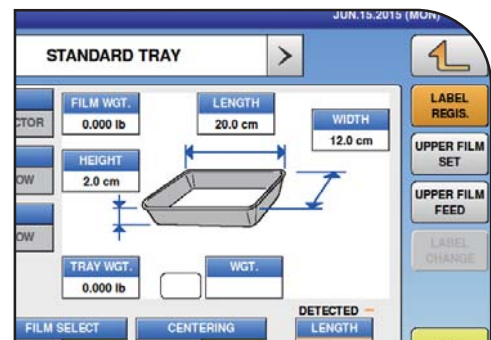 JUN.15.2015 (MON)
STANDARD TRAY
>
LABEL
REGIS.
FILM WGT.
0.000 lb
LENGTH
20.0 cm
WIDTH
12.0 cm
UPPER FILM
SET
HEIGHT
2.0 cm
UPPER FILM
FEED
LABEL
CHANGE
TRAY WGT.
0.000 lb
WGT.
DETECTED –
FILM SELECT
CENTERING
LENGTH